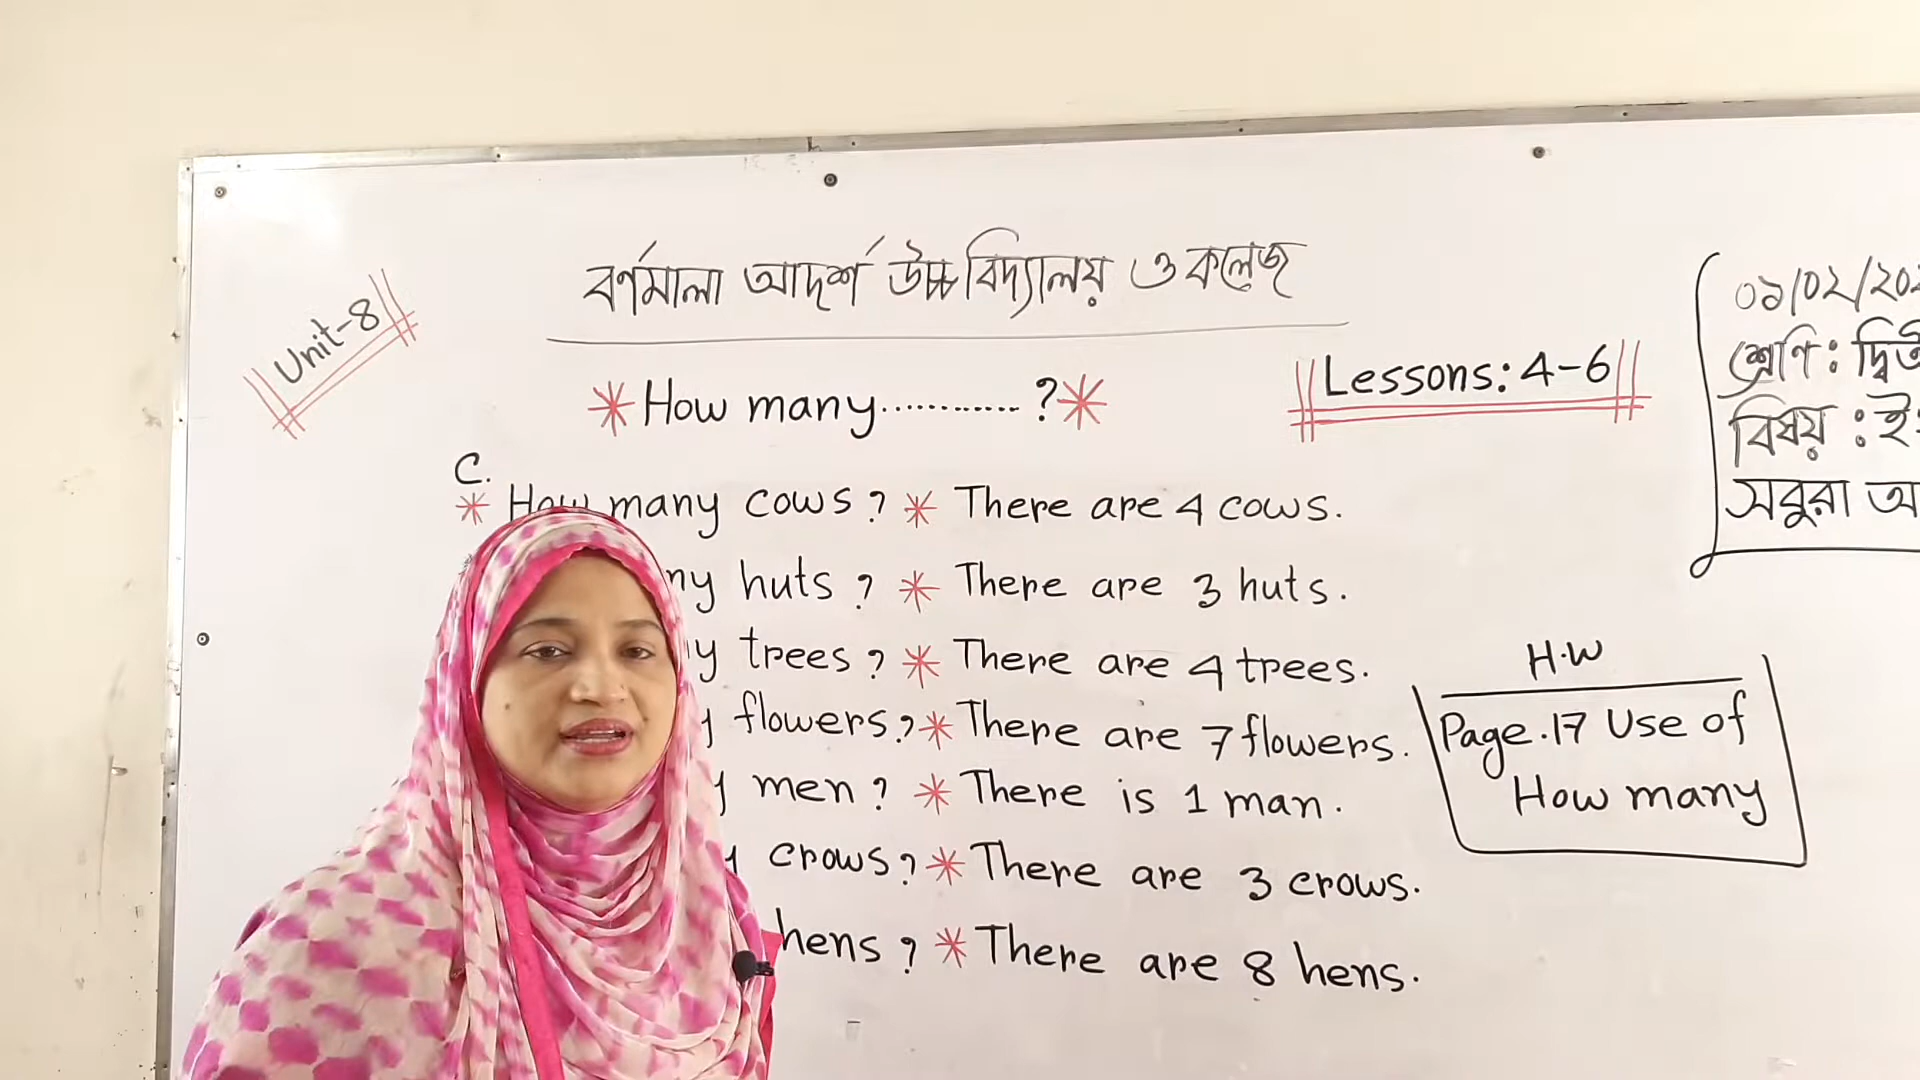 বর্ণমালা আদর্শ উচ্চ বিদ্যালয় ও কলেজ
Unit-8
* How many ............ ? *
Lessons: 4-6
C.
* How many cows? * There are 4 cows.
huts ? * There are 3 huts.
trees ? * There are 4 trees.
flowers? * There are 7 flowers.
men ? * There is 1 man.
crows? * There are 3 crows.
hens ? * There are 8 hens.
শ্রেণি :
বিষয় :
সবুরা
H.W
Page.17 Use of
How many